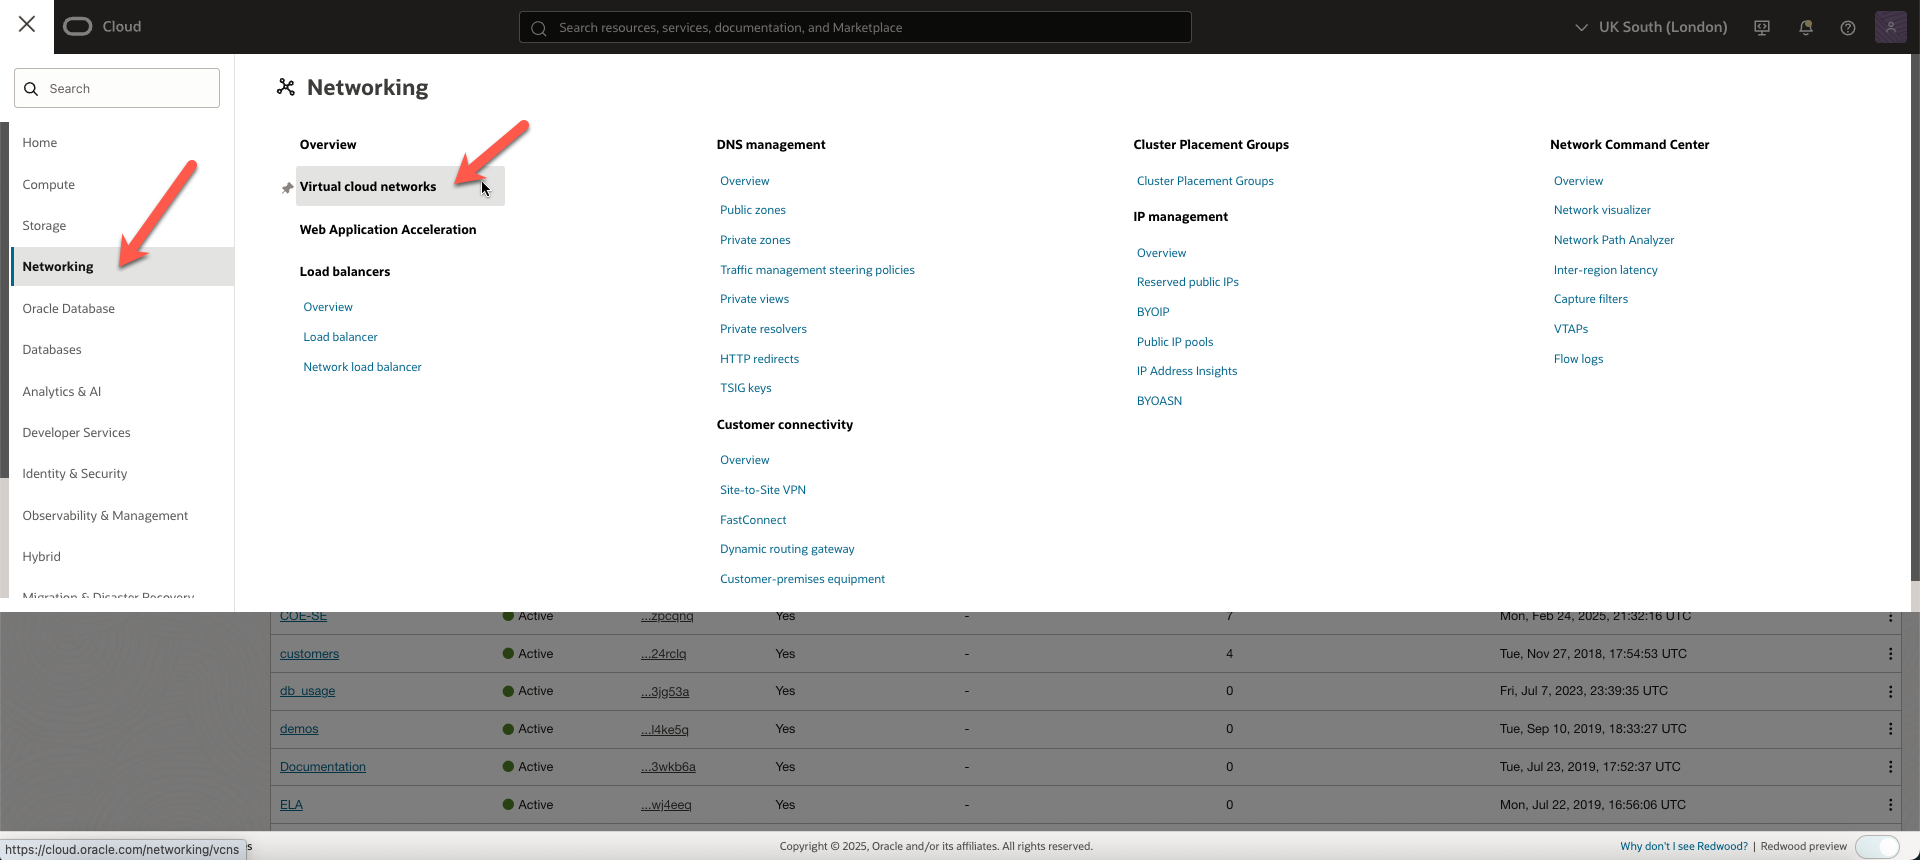 Cloud
Search resources, services, documentation, and Marketplace
UK South (London)
Search
Home
Compute
Storage
Networking
Oracle Database
Databases
Analytics & AI
Developer Services
Identity & Security
Observability & Management
Hybrid
Migration & Disaster Recovery
Networking
Overview
Virtual cloud networks
Web Application Acceleration
Load balancers
Overview
Load balancer
Network load balancer
DNS management
Overview
Public zones
Private zones
Traffic management steering policies
Private views
Private resolvers
HTTP redirects
TSIG keys
Customer connectivity
Overview
Site-to-Site VPN
FastConnect
Dynamic routing gateway
Customer-premises equipment
Cluster Placement Groups
Cluster Placement Groups
IP management
Overview
Reserved public IPs
BYOIP
Public IP pools
IP Address Insights
BYOASN
Network Command Center
Overview
Network visualizer
Network Path Analyzer
Inter-region latency
Capture filters
VTAPs
Flow logs
COE-SE Active ...zpcqnq Yes - 7 Mon, Feb 24, 2025, 21:32:16 UTC
customers Active ...24rclq Yes - 4 Tue, Nov 27, 2018, 17:54:53 UTC
db_usage Active ...3jg53a Yes - 0 Fri, Jul 7, 2023, 23:39:35 UTC
demos Active ...l4ke5q Yes - 0 Tue, Sep 10, 2019, 18:33:27 UTC
Documentation Active ...3wkb6a Yes - 0 Tue, Jul 23, 2019, 17:52:37 UTC
ELA Active ...wj4eeq Yes - 0 Mon, Jul 22, 2019, 16:56:06 UTC
https://cloud.oracle.com/networking/vcns
Copyright © 2025, Oracle and/or its affiliates. All rights reserved.
Why don't I see Redwood? | Redwood preview